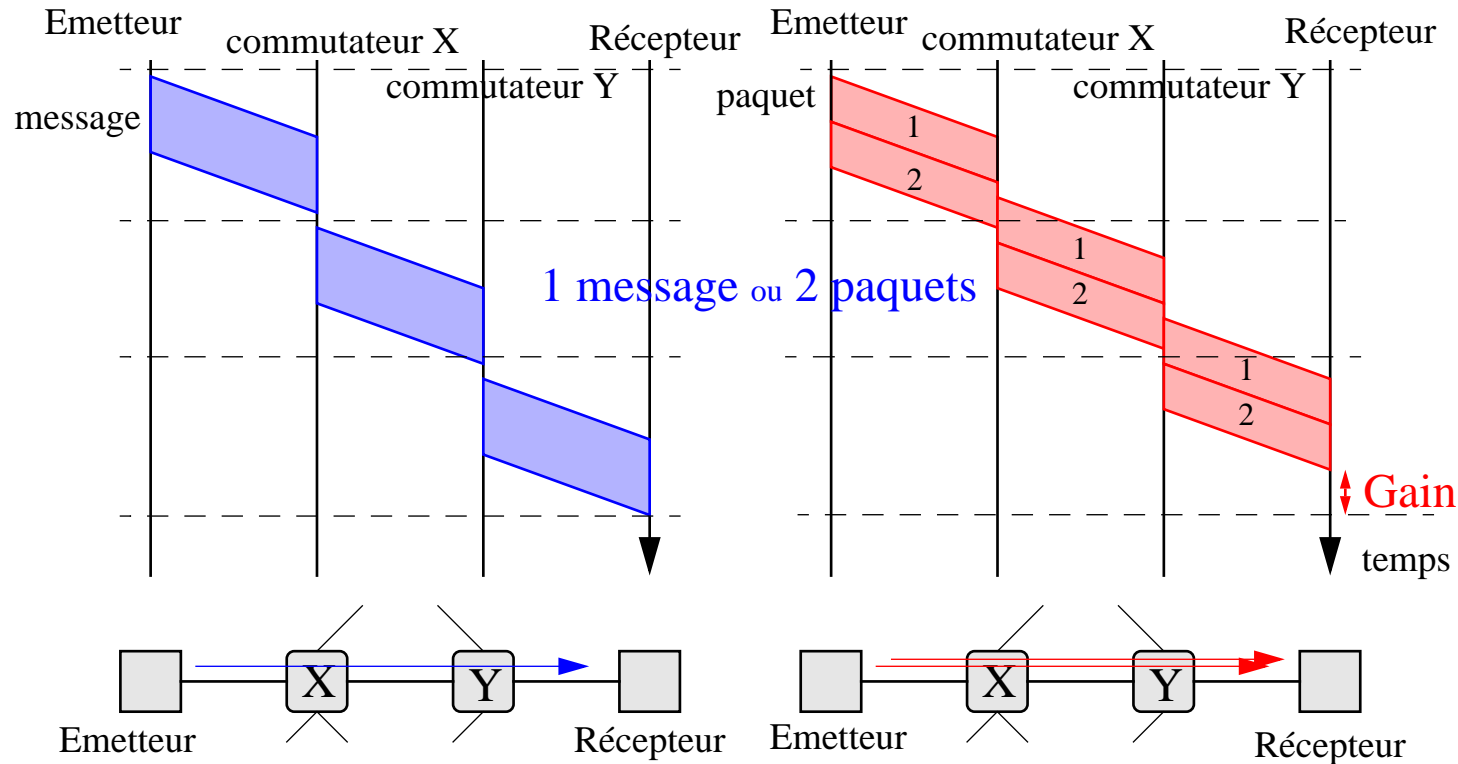 Emetteur
commutateur X
Récepteur
commutateur Y
message
Emetteur
commutateur X
Récepteur
commutateur Y
paquet
1
2
1 message ou 2 paquets
1
2
1
2
Gain
temps
X
Y
Emetteur
Récepteur
X
Y
Emetteur
Récepteur